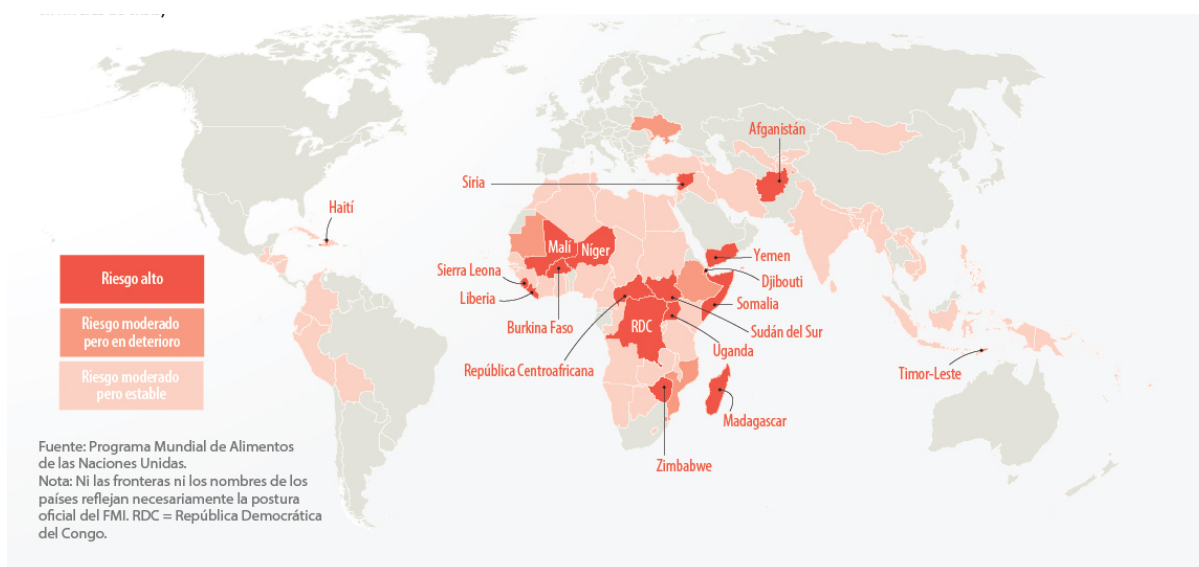 Afganistán
Siria
Haití
Malí
Níger
Yemen
Riesgo alto
Sierra Leona
Djibouti
Liberia
Somalia
Riesgo moderado
pero en deterioro
Burkina Faso
RDC
Sudán del Sur
Uganda
República Centroafricana
Timor-Leste
Riesgo moderado
pero estable
Madagascar
Zimbabwe
Fuente: Programa Mundial de Alimentos
de las Naciones Unidas.
Nota: Ni las fronteras ni los nombres de los
países reflejan necesariamente la postura
oficial del FMI. RDC = República Democrática
del Congo.